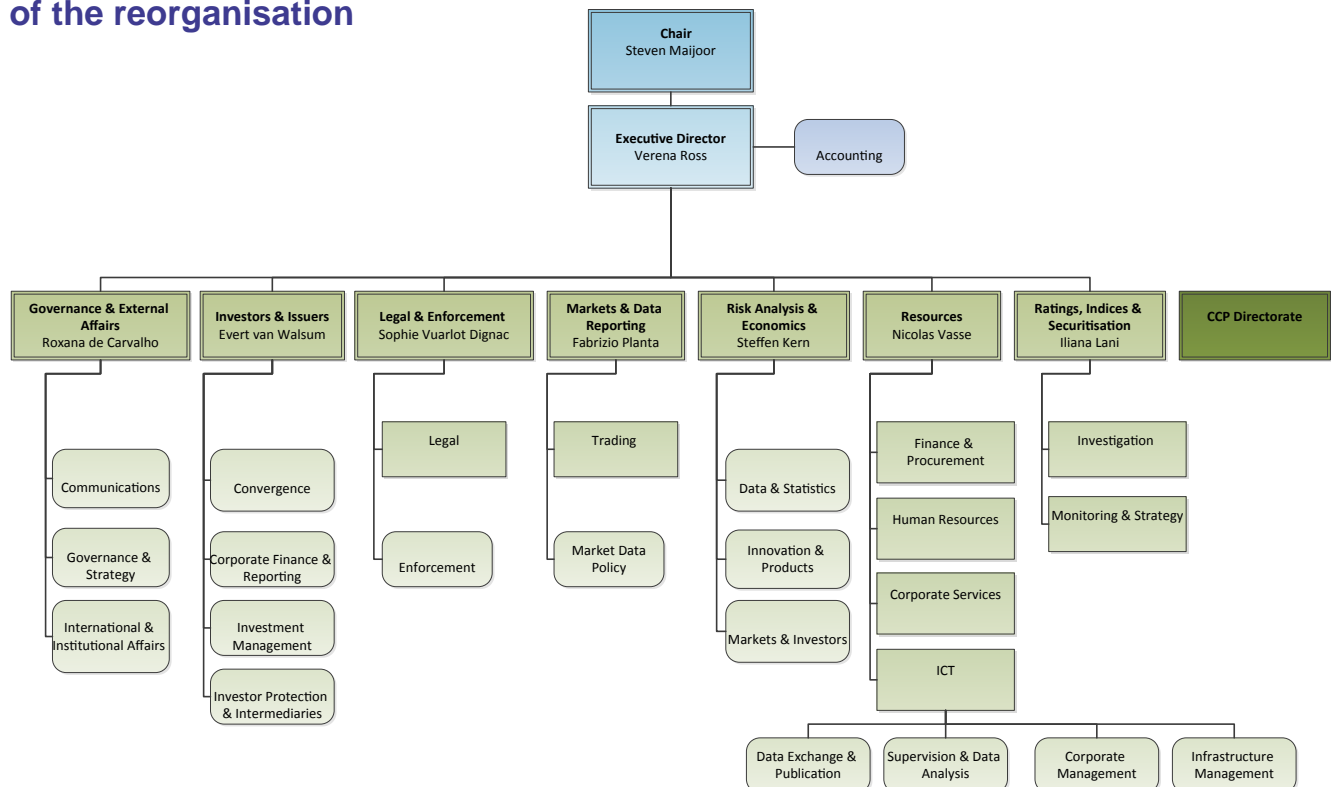 of the reorganisation
Chair
Steven Maijoor
Executive Director
Verena Ross
Accounting
Governance & External
Affairs
Roxana de Carvalho
Investors & Issuers
Evert van Walsum
Legal & Enforcement
Sophie Vuarlot Dignac
Markets & Data
Reporting
Fabrizio Planta
Risk Analysis &
Economics
Steffen Kern
Resources
Nicolas Vasse
Ratings, Indices &
Securitisation
Iliana Lani
CCP Directorate
Communications
Governance &
Strategy
International &
Institutional Affairs
Convergence
Corporate Finance &
Reporting
Investment
Management
Investor Protection
& Intermediaries
Legal
Enforcement
Trading
Market Data
Policy
Data & Statistics
Innovation &
Products
Markets & Investors
Finance &
Procurement
Human Resources
Corporate Services
ICT
Investigation
Monitoring & Strategy
Data Exchange &
Publication
Supervision & Data
Analysis
Corporate
Management
Infrastructure
Management